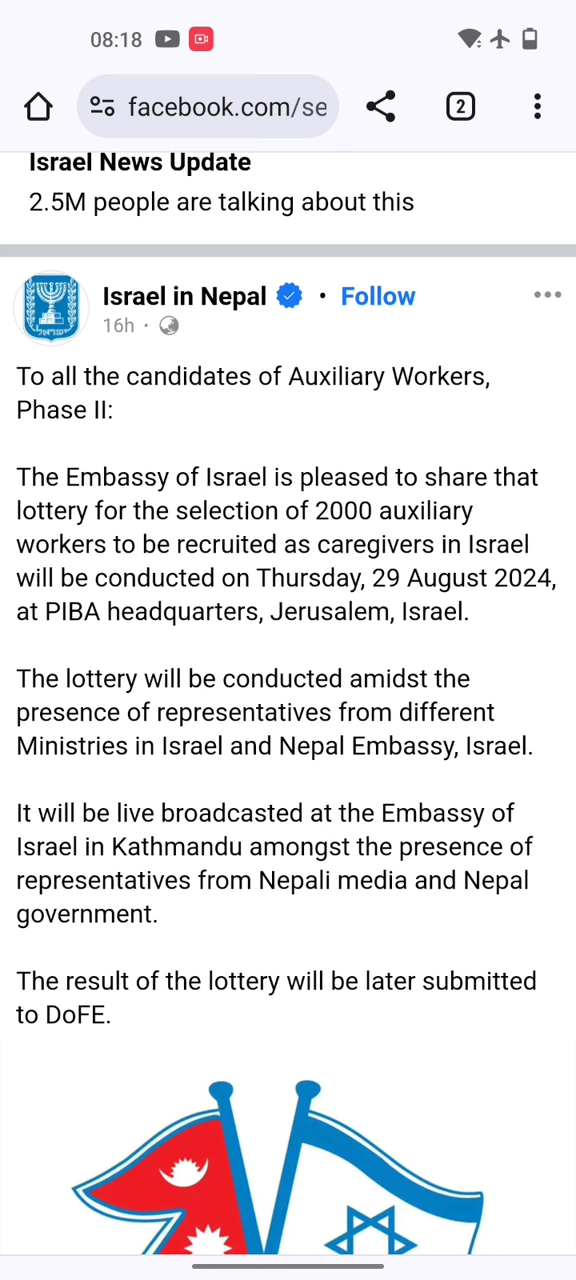 08:18
facebook.com/se
2
Israel News Update
2.5M people are talking about this
Israel in Nepal • Follow
16h ·
To all the candidates of Auxiliary Workers,
Phase II:
The Embassy of Israel is pleased to share that
lottery for the selection of 2000 auxiliary
workers to be recruited as caregivers in Israel
will be conducted on Thursday, 29 August 2024,
at PIBA headquarters, Jerusalem, Israel.
The lottery will be conducted amidst the
presence of representatives from different
Ministries in Israel and Nepal Embassy, Israel.
It will be live broadcasted at the Embassy of
Israel in Kathmandu amongst the presence of
representatives from Nepali media and Nepal
government.
The result of the lottery will be later submitted
to DoFE.